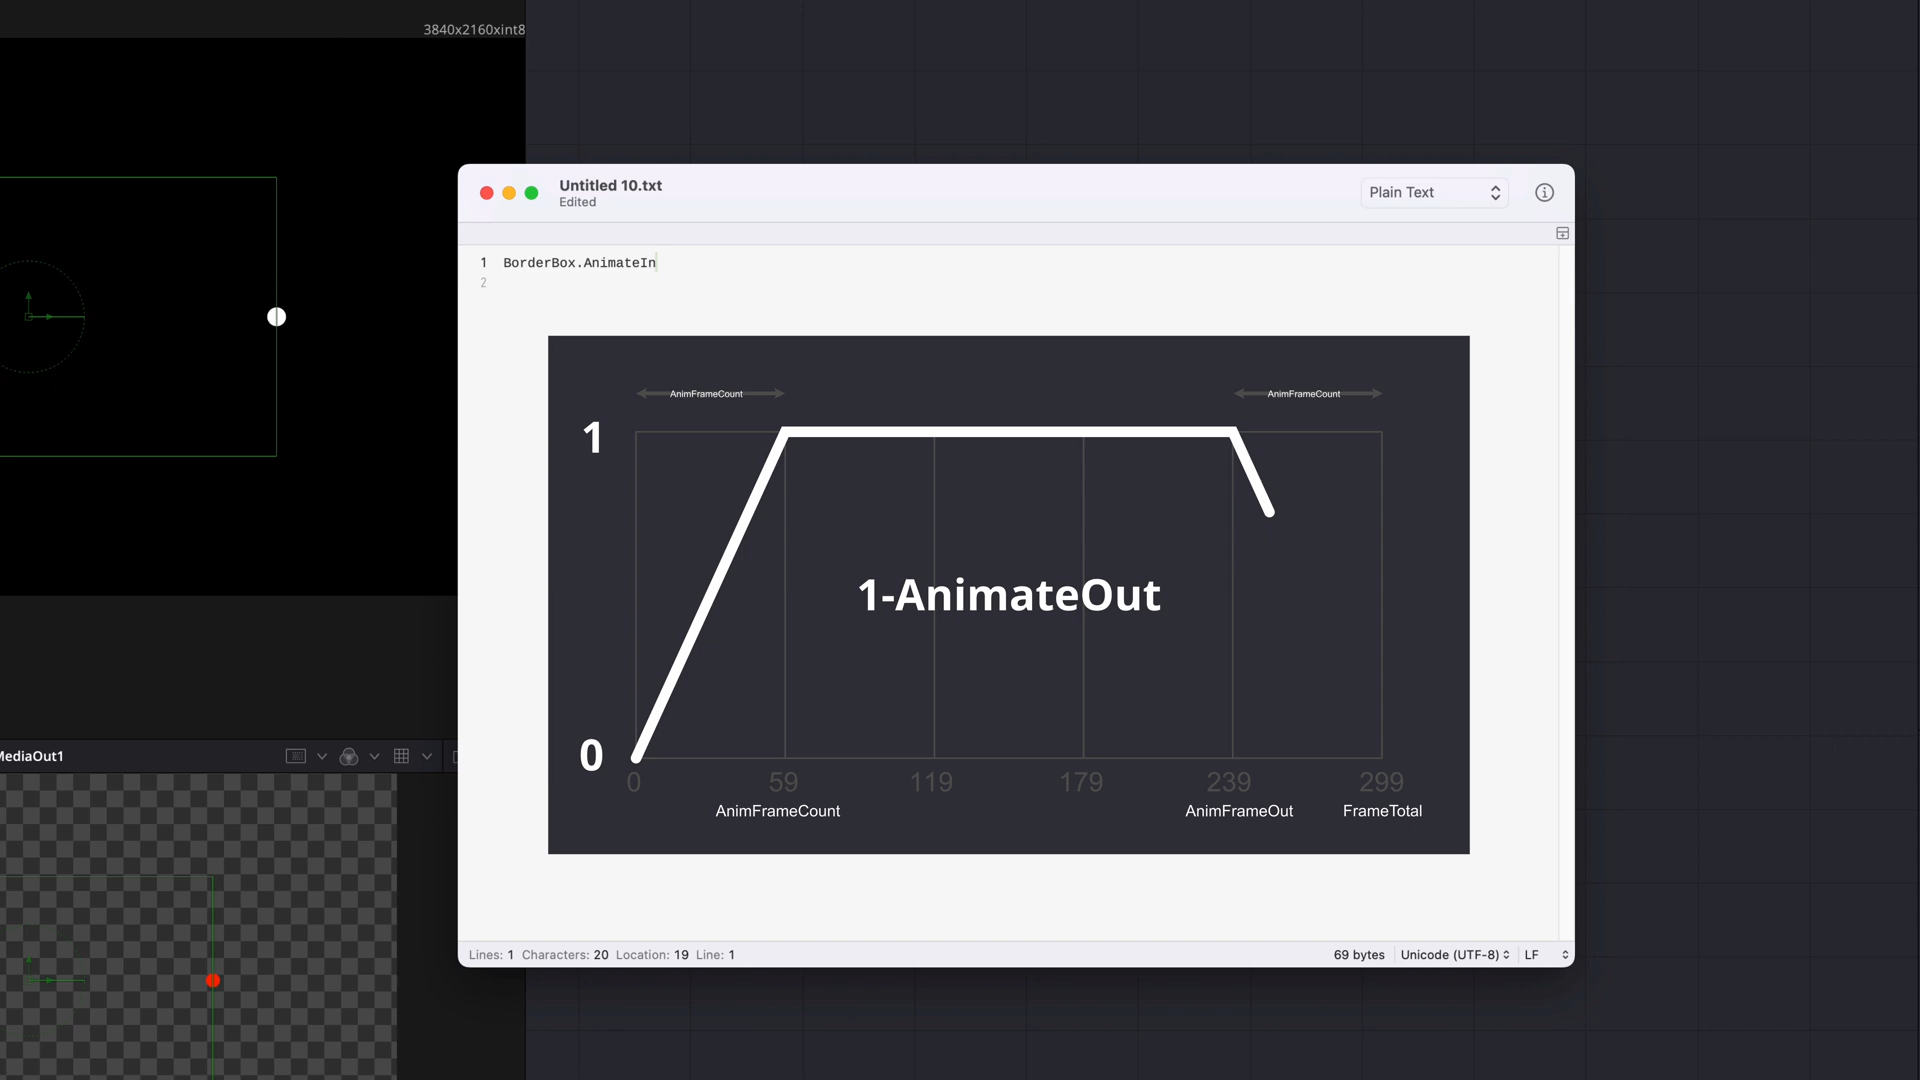 3840x2160xint8
Untitled 10.txt
Edited
Plain Text
1 BorderBox.AnimateIn
2
AnimFrameCount
AnimFrameCount
1
1-AnimateOut
0
0 59 119 179 239 299
AnimFrameCount AnimFrameOut FrameTotal
MediaOut1
Lines: 1 Characters: 20 Location: 19 Line: 1
69 bytes Unicode (UTF-8) LF